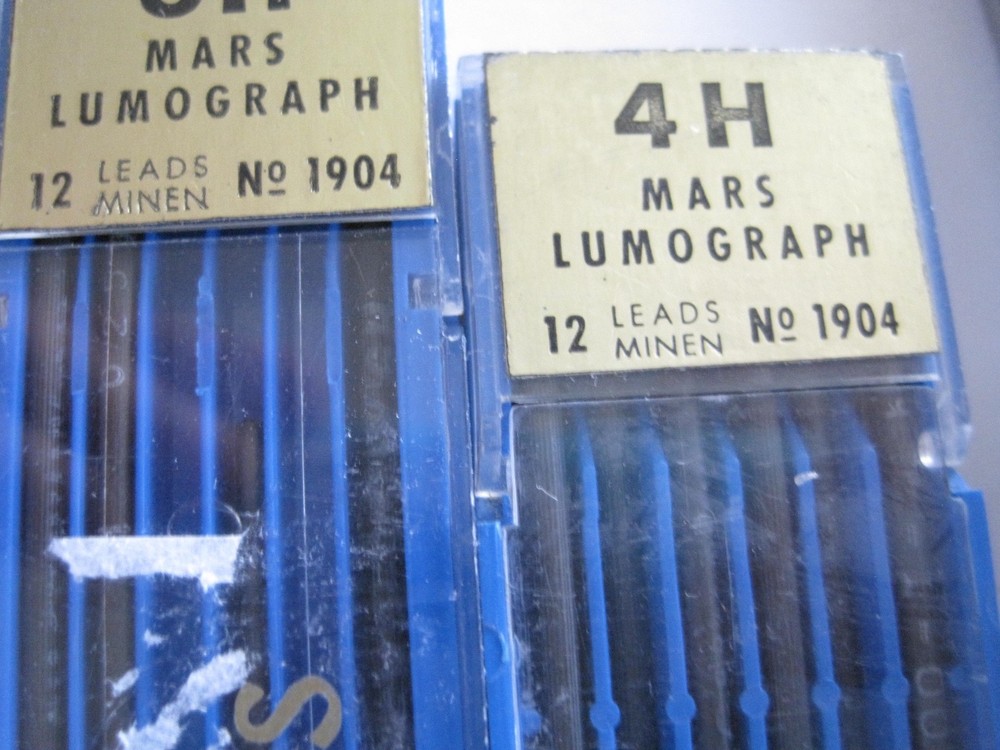 MARS
LUMOGRAPH
12 LEADS MINEN Nº 1904
4H
MARS
LUMOGRAPH
12 LEADS MINEN Nº 1904
S